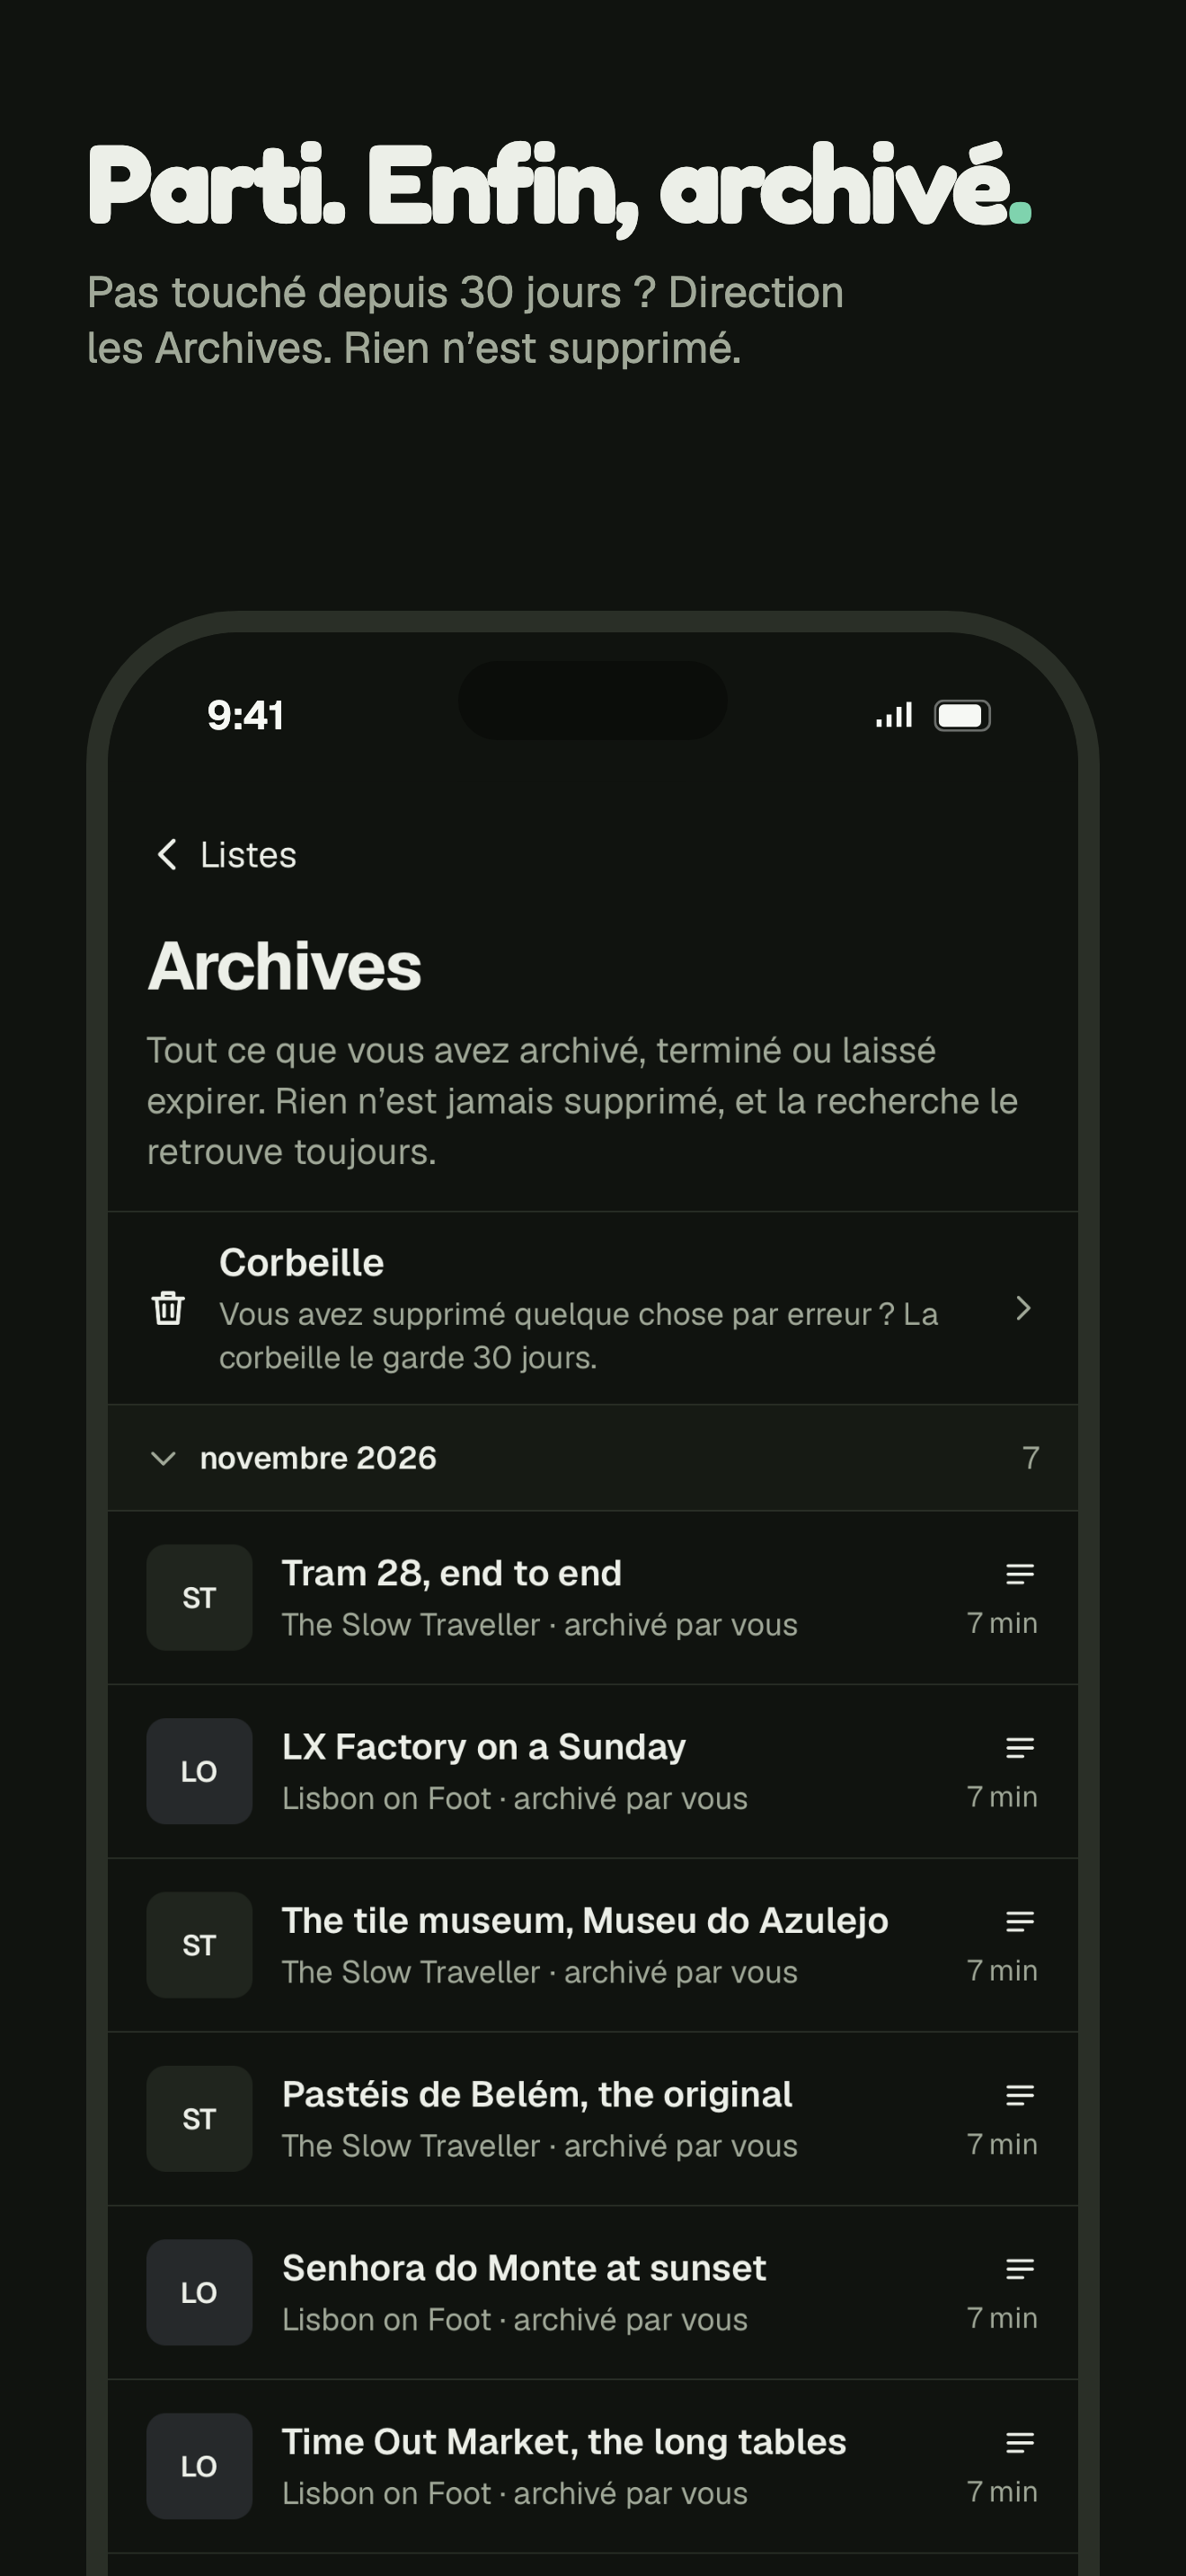 Parti. Enfin, archivé.
Pas touché depuis 30 jours ? Direction
les Archives. Rien n’est supprimé.
9:41
Listes
Archives
Tout ce que vous avez archivé, terminé ou laissé
expirer. Rien n’est jamais supprimé, et la recherche le
retrouve toujours.
Corbeille
Vous avez supprimé quelque chose par erreur ? La
corbeille le garde 30 jours.
novembre 2026 7
ST
Tram 28, end to end
The Slow Traveller · archivé par vous
7 min
LO
LX Factory on a Sunday
Lisbon on Foot · archivé par vous
7 min
ST
The tile museum, Museu do Azulejo
The Slow Traveller · archivé par vous
7 min
ST
Pastéis de Belém, the original
The Slow Traveller · archivé par vous
7 min
LO
Senhora do Monte at sunset
Lisbon on Foot · archivé par vous
7 min
LO
Time Out Market, the long tables
Lisbon on Foot · archivé par vous
7 min